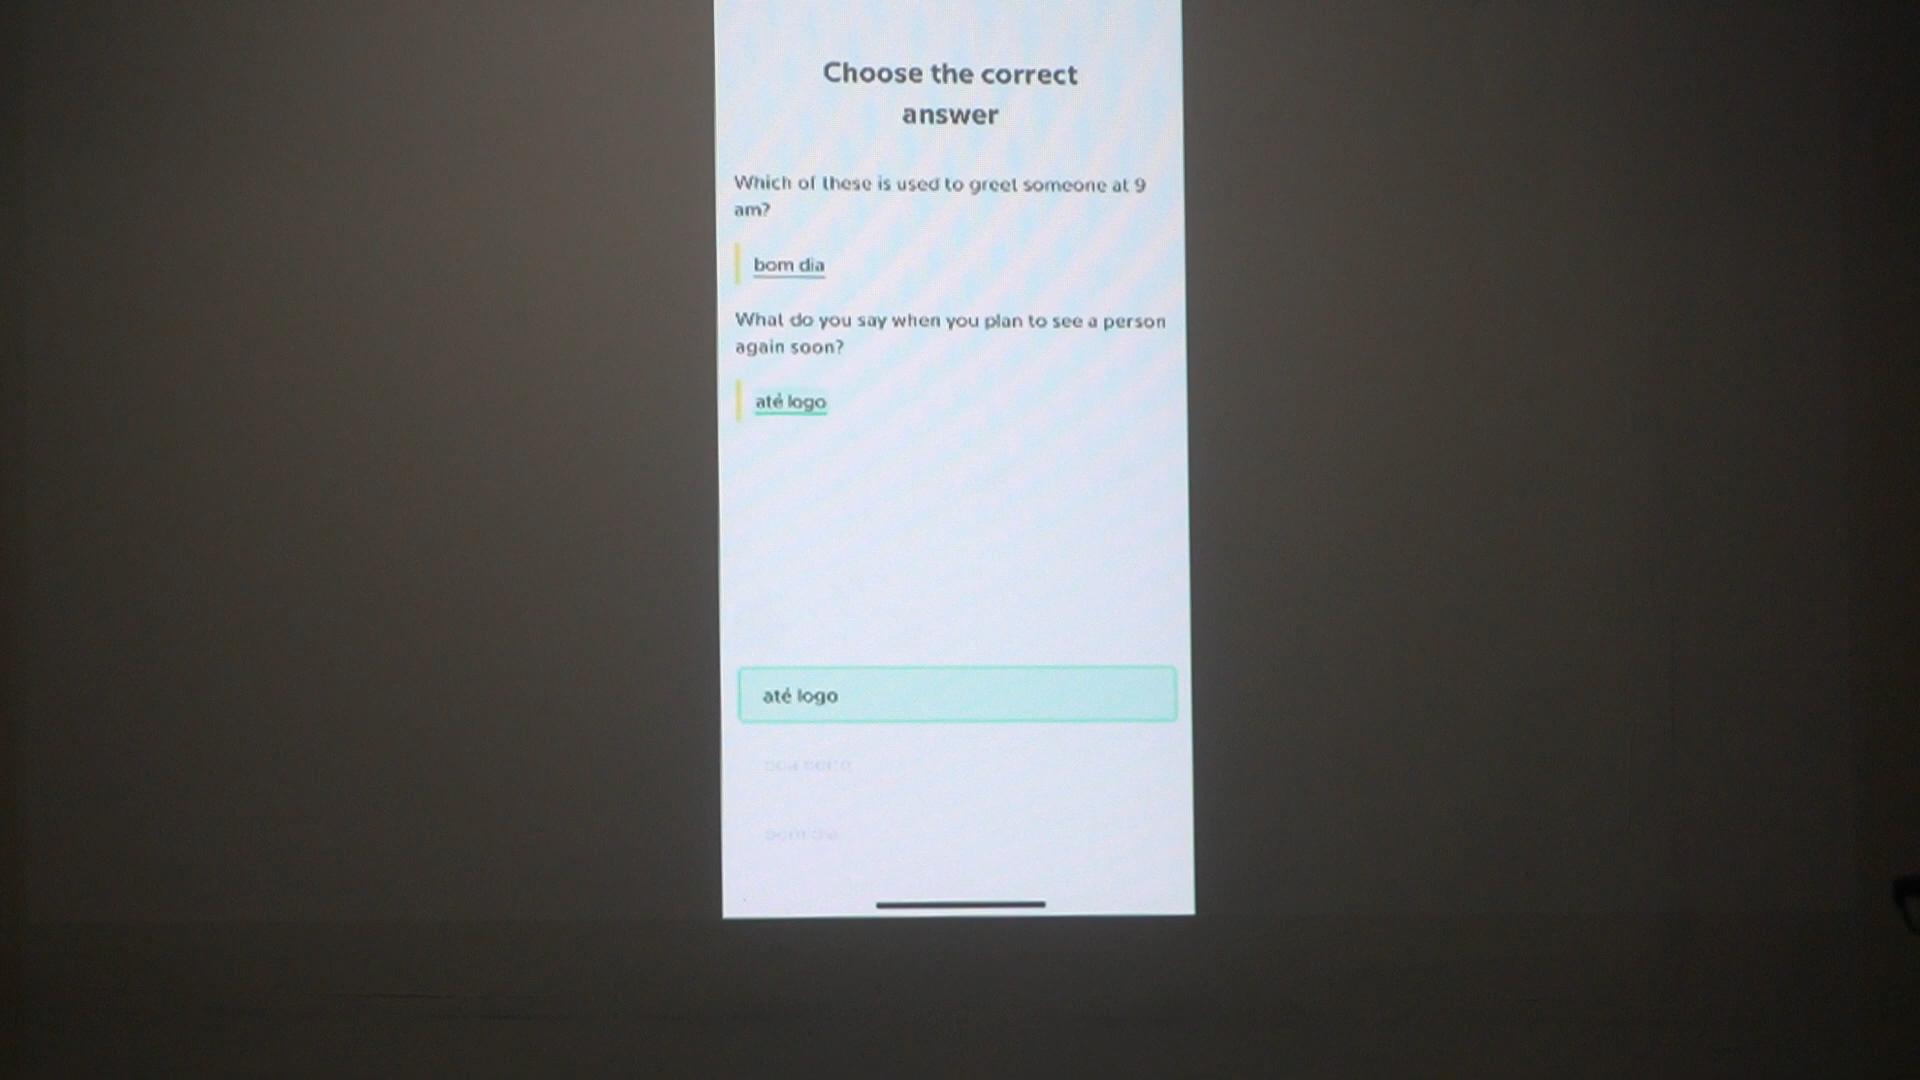 Choose the correct
answer
Which of these is used to greet someone at 9
am?
bom dia
What do you say when you plan to see a person
again soon?
até logo
até logo